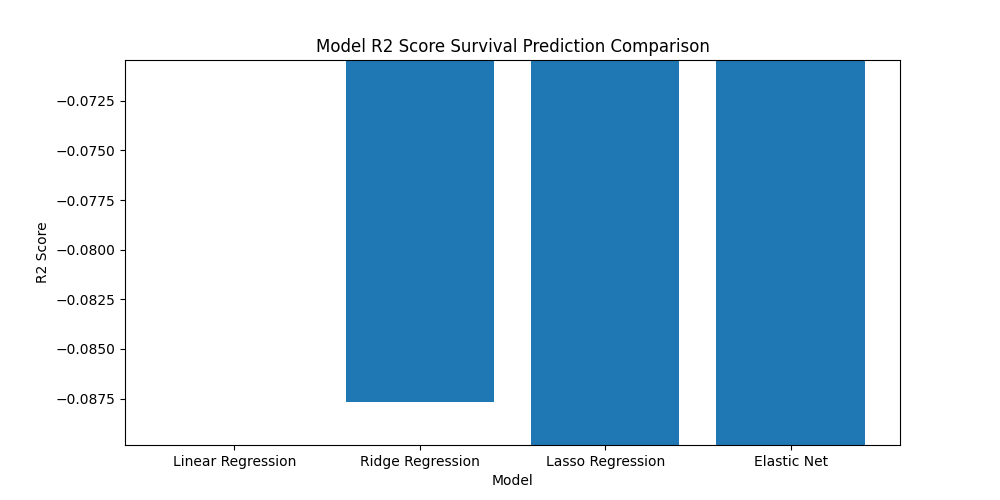 Model R2 Score Survival Prediction Comparison
R2 Score
−0.0725
−0.0750
−0.0775
−0.0800
−0.0825
−0.0850
−0.0875
Linear Regression
Ridge Regression
Lasso Regression
Elastic Net
Model